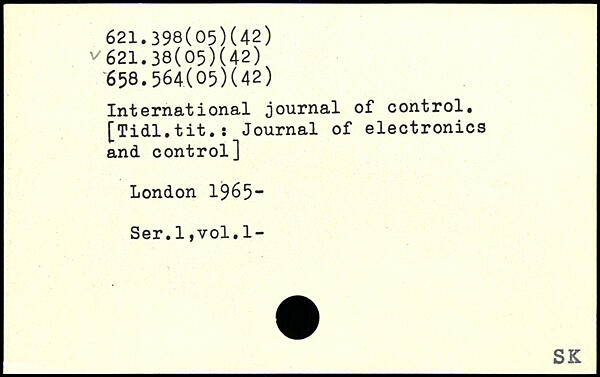 621.398(05)(42)
✓ 621.38(05)(42)
658.564(05)(42)
International journal of control.
[Tidl.tit.: Journal of electronics
and control]
London 1965-
Ser.1,vol.1-
SK